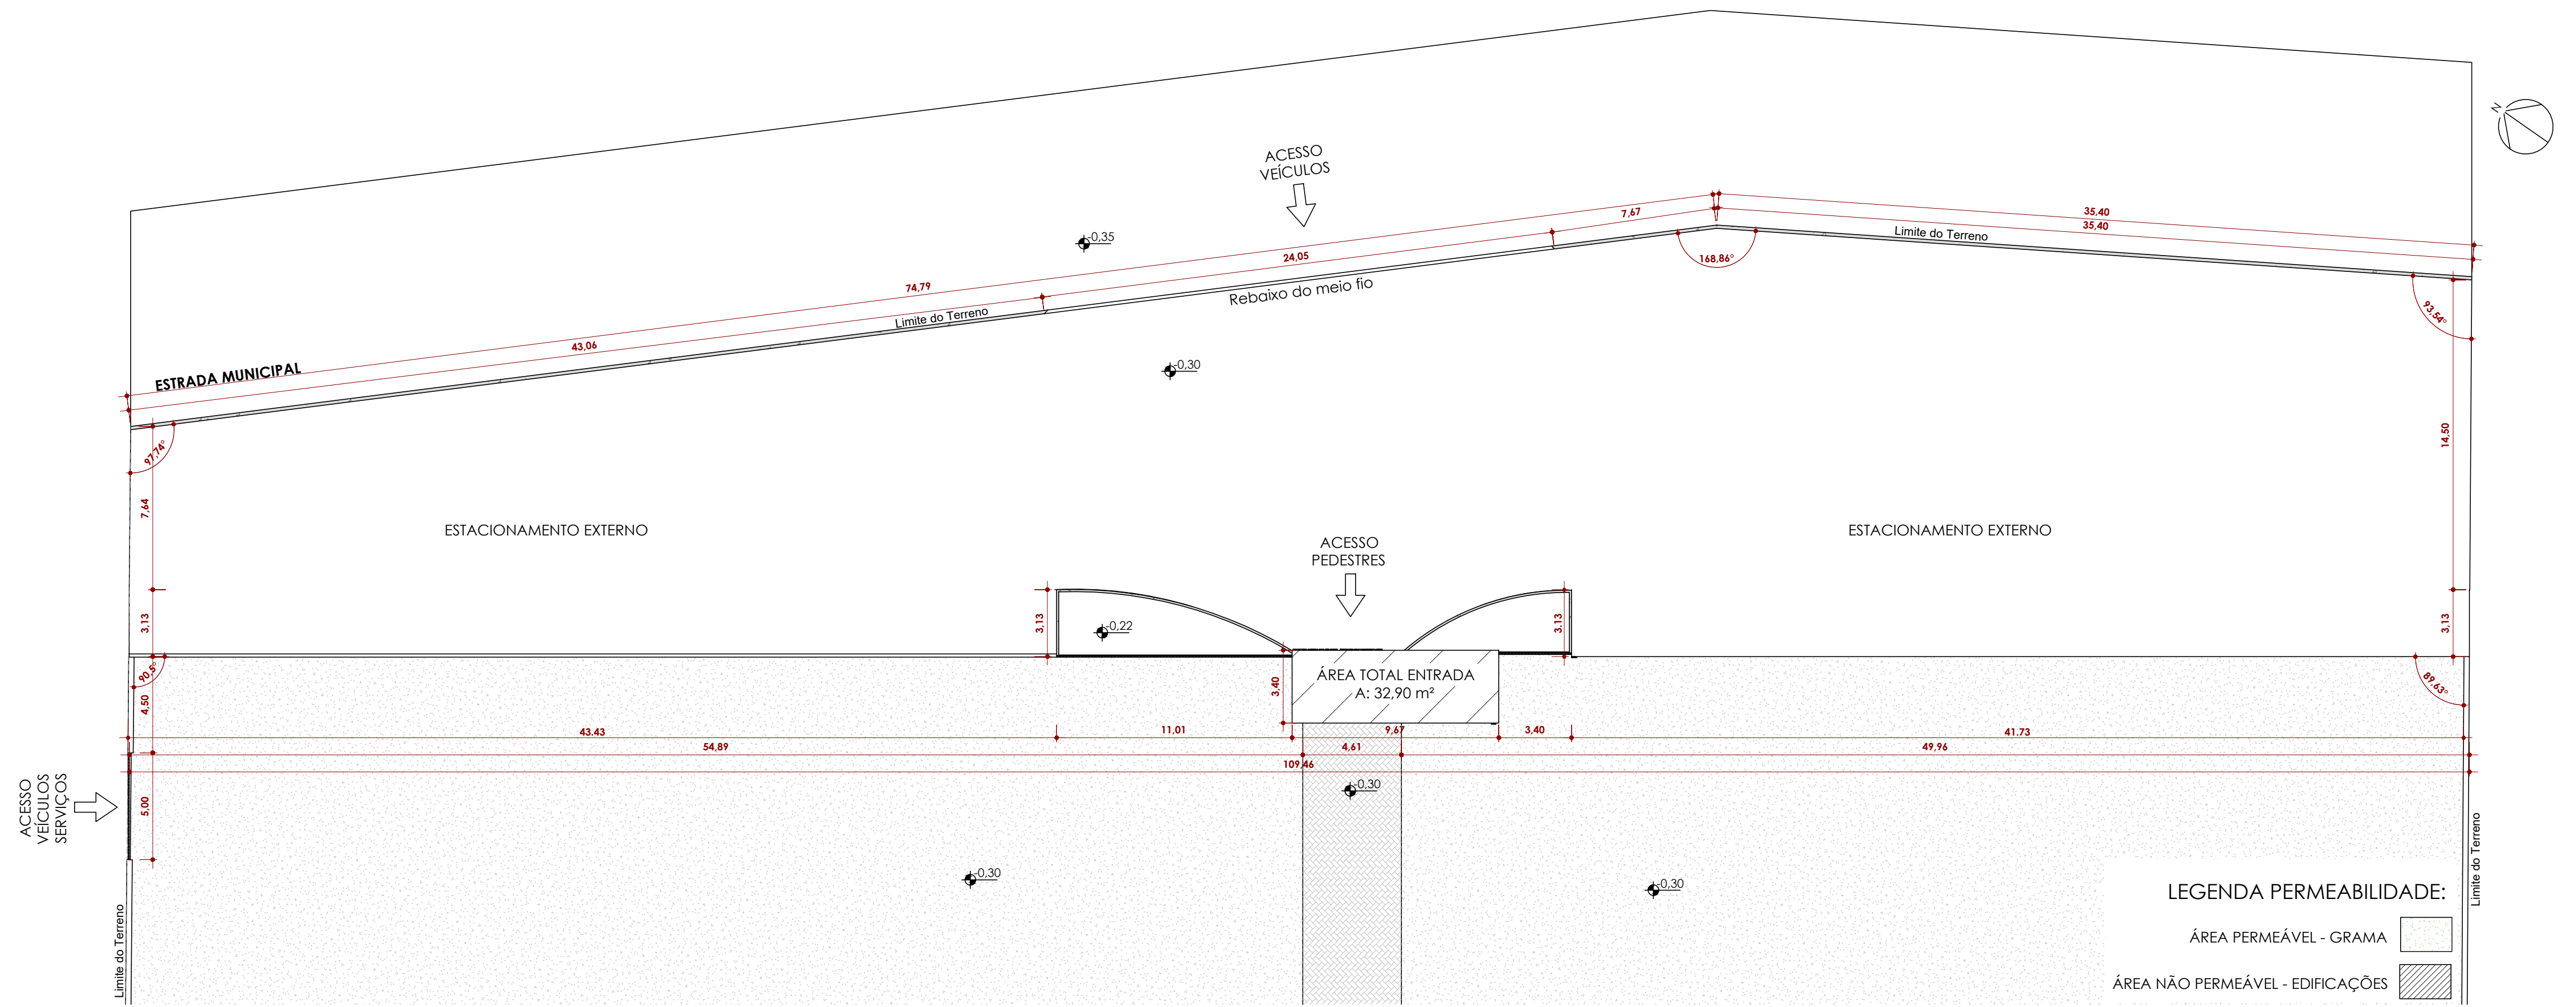 N
ACESSO
VEÍCULOS
35,40
7,67
35,40
Limite do Terreno
-0,35
24,05
168,86°
74,79
Rebaixo do meio fio
Limite do Terreno
93,54°
43,06
-0,30
ESTRADA MUNICIPAL
97,74°
14,50
7,64
ESTACIONAMENTO EXTERNO
ESTACIONAMENTO EXTERNO
ACESSO
PEDESTRES
3,13
3,13
-0,22
3,13
3,13
90,5°
4,50
3,40
ÁREA TOTAL ENTRADA
A: 32,90 m²
89,63°
43.43
11,01
9,67
3,40
41.73
54,89
4,61
49,96
109,46
ACESSO
VEÍCULOS
SERVIÇOS
5,00
-0,30
-0,30
-0,30
Limite do Terreno
Limite do Terreno
LEGENDA PERMEABILIDADE:
ÁREA PERMEÁVEL - GRAMA
ÁREA NÃO PERMEÁVEL - EDIFICAÇÕES